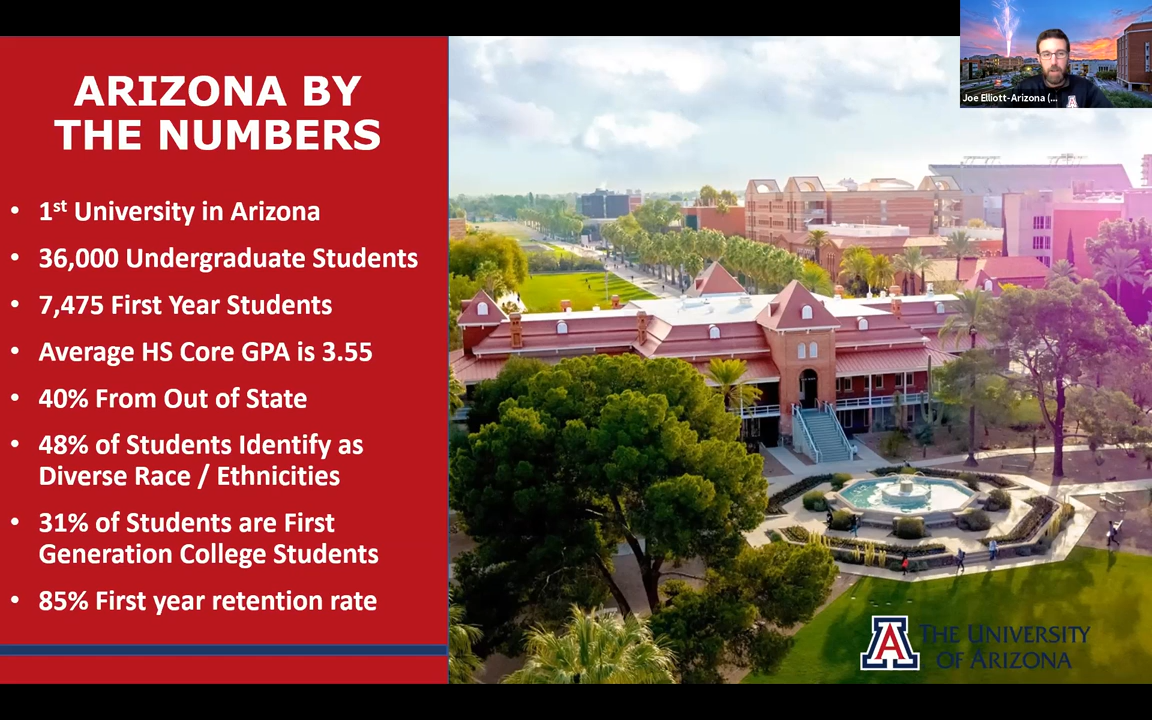 ARIZONA BY
THE NUMBERS
• 1st University in Arizona
• 36,000 Undergraduate Students
• 7,475 First Year Students
• Average HS Core GPA is 3.55
• 40% From Out of State
• 48% of Students Identify as
Diverse Race / Ethnicities
• 31% of Students are First
Generation College Students
• 85% First year retention rate
Joe Elliott-Arizona (...
A
THE UNIVERSITY
OF ARIZONA